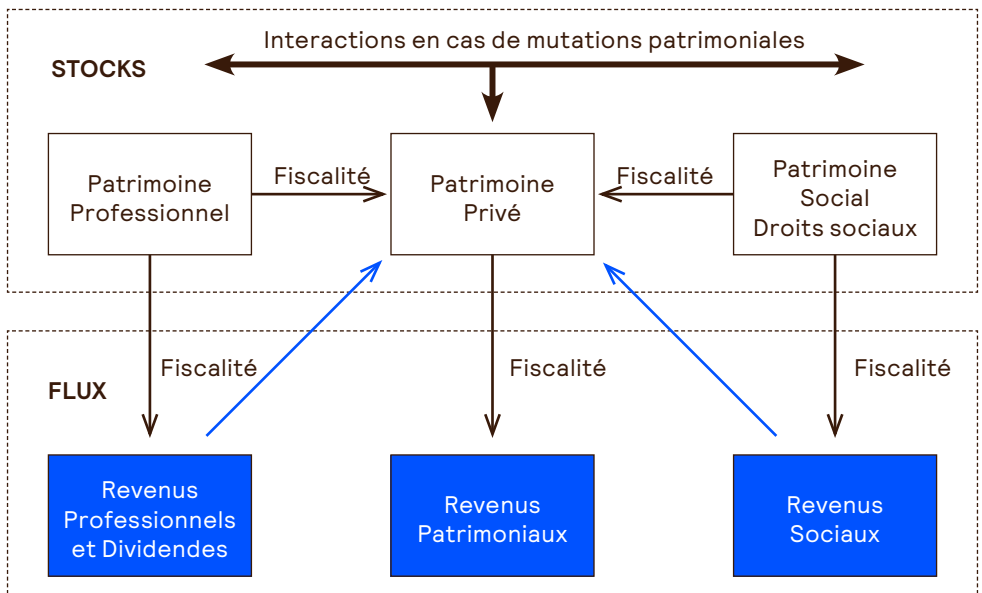 Interactions en cas de mutations patrimoniales
STOCKS
Patrimoine
Professionnel
Fiscalité
Patrimoine
Privé
Fiscalité
Patrimoine
Social
Droits sociaux
Fiscalité
Fiscalité
Fiscalité
FLUX
Revenus
Professionnels
et Dividendes
Revenus
Patrimoniaux
Revenus
Sociaux